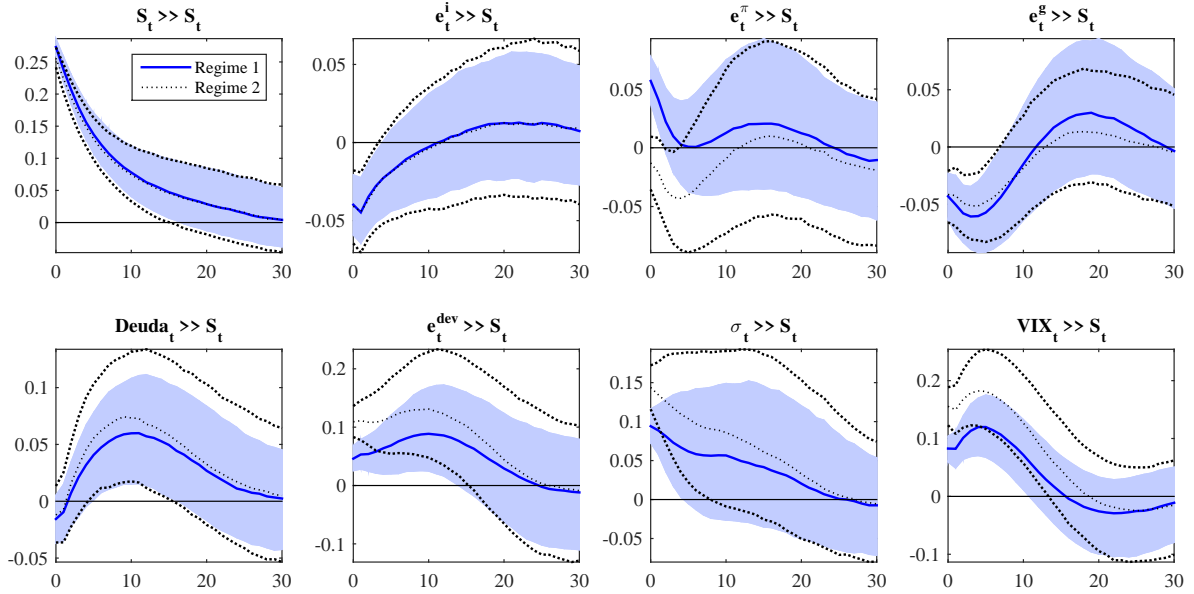 S_t >> S_t
e_t^i >> S_t
e_t^π >> S_t
e_t^g >> S_t
0.25
0.2
0.15
0.1
0.05
0
0 10 20 30
Regime 1
Regime 2
0.05
0
-0.05
0 10 20 30
0.05
0
-0.05
0 10 20 30
0.05
0
-0.05
0 10 20 30
Deuda_t >> S_t
e_t^dev >> S_t
σ_t >> S_t
VIX_t >> S_t
0.1
0.05
0
-0.05
0 10 20 30
0.2
0.1
0
-0.1
0 10 20 30
0.15
0.1
0.05
0
-0.05
0 10 20 30
0.2
0.1
0
-0.1
0 10 20 30